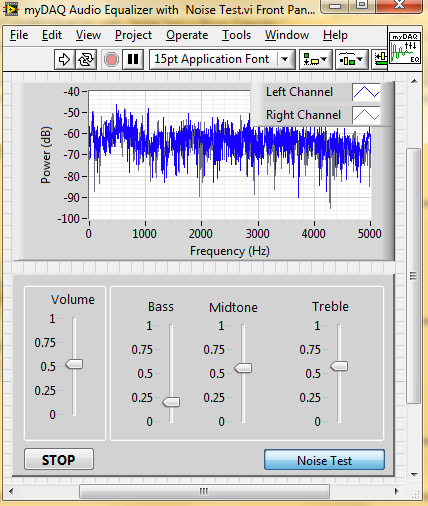 myDAQ Audio Equalizer with Noise Test.vi Front Pan...
File Edit View Project Operate Tools Window Help
myDAQ
EQ
15pt Application Font
Left Channel
Right Channel
Power (dB)
-40
-50
-60
-70
-80
-90
-100
0 1000 2000 3000 4000 5000
Frequency (Hz)
Volume
1
0.75
0.5
0.25
0
Bass
1
0.75
0.5
0.25
0
Midtone
1
0.75
0.5
0.25
0
Treble
1
0.75
0.5
0.25
0
STOP
Noise Test